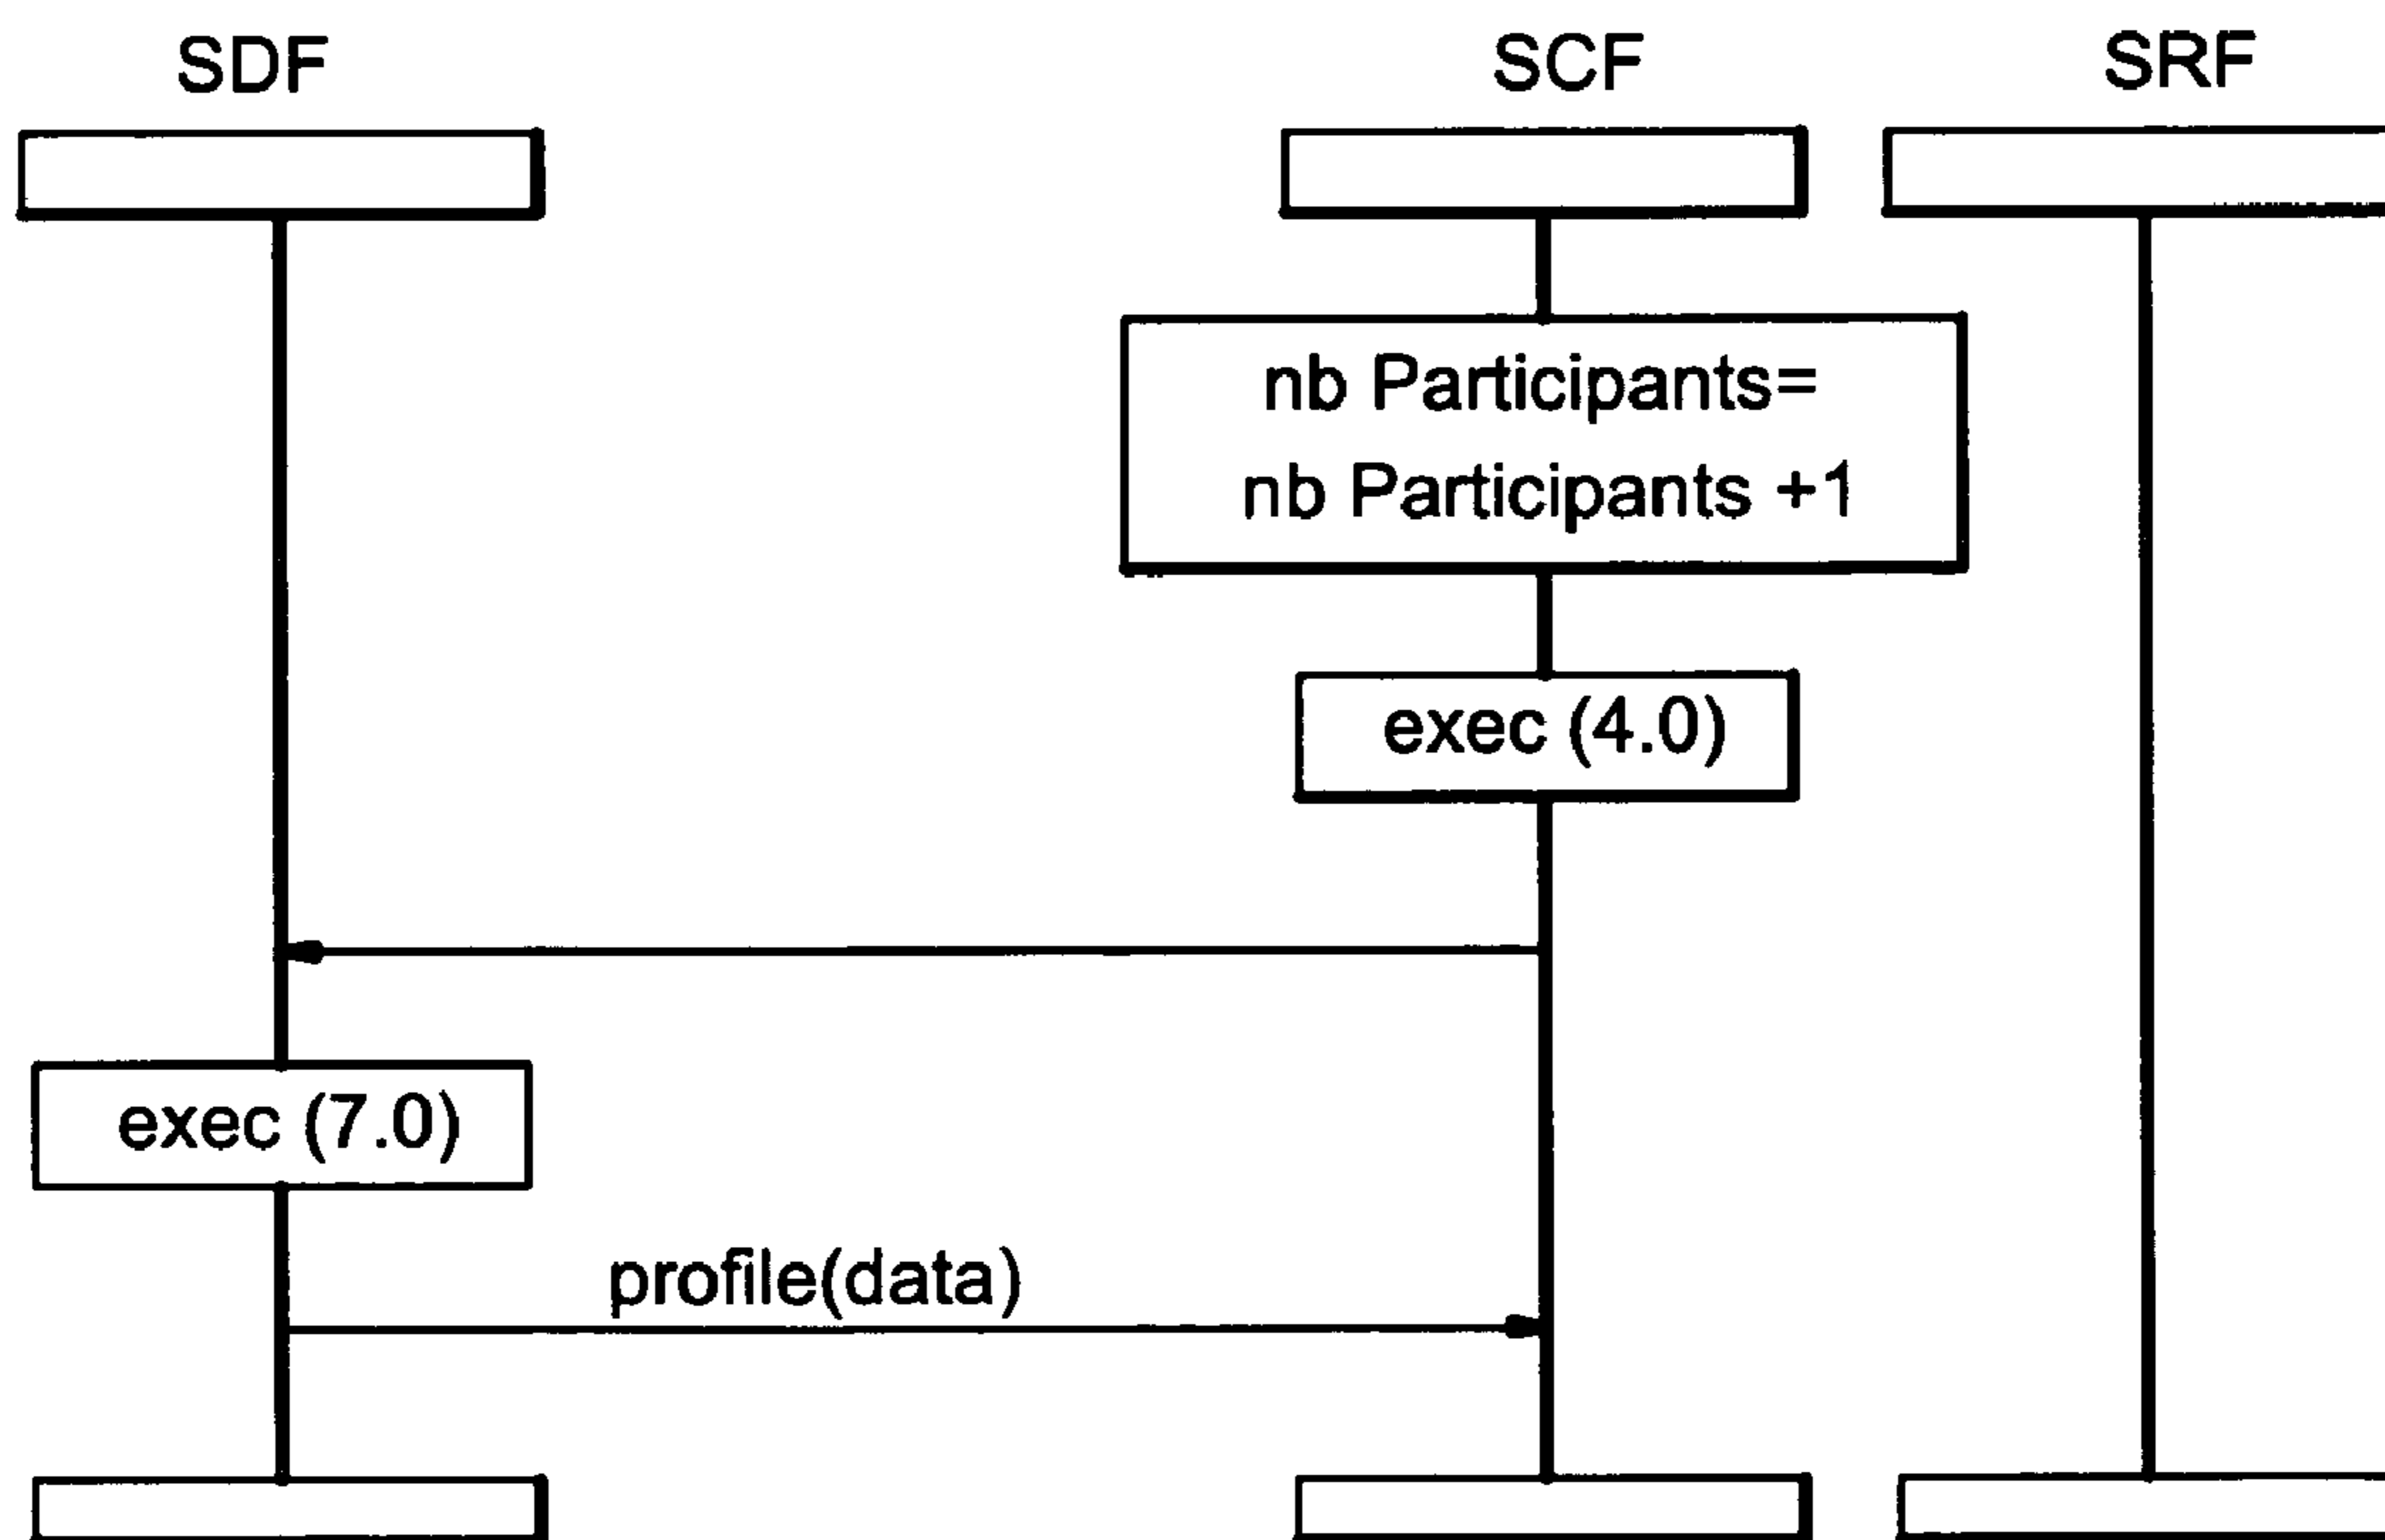 SDF
SCF
SRF
nb Participants=
nb Participants +1
exec (4.0)
exec (7.0)
profile(data)